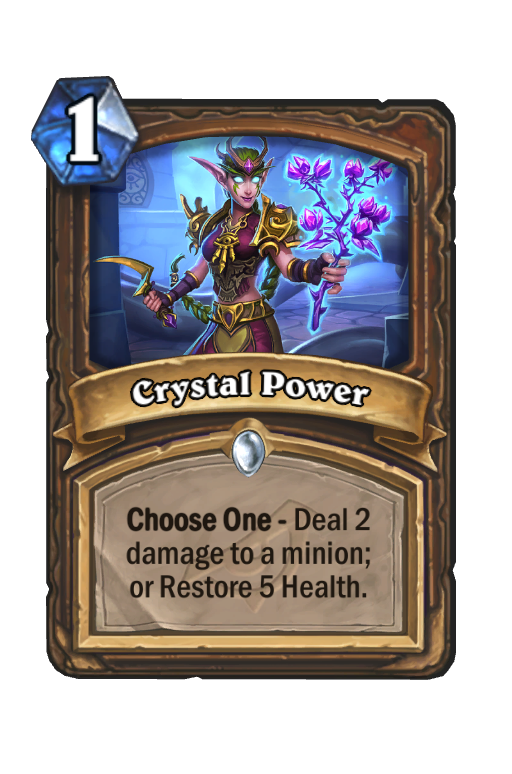 1
Crystal Power
Choose One - Deal 2
damage to a minion;
or Restore 5 Health.